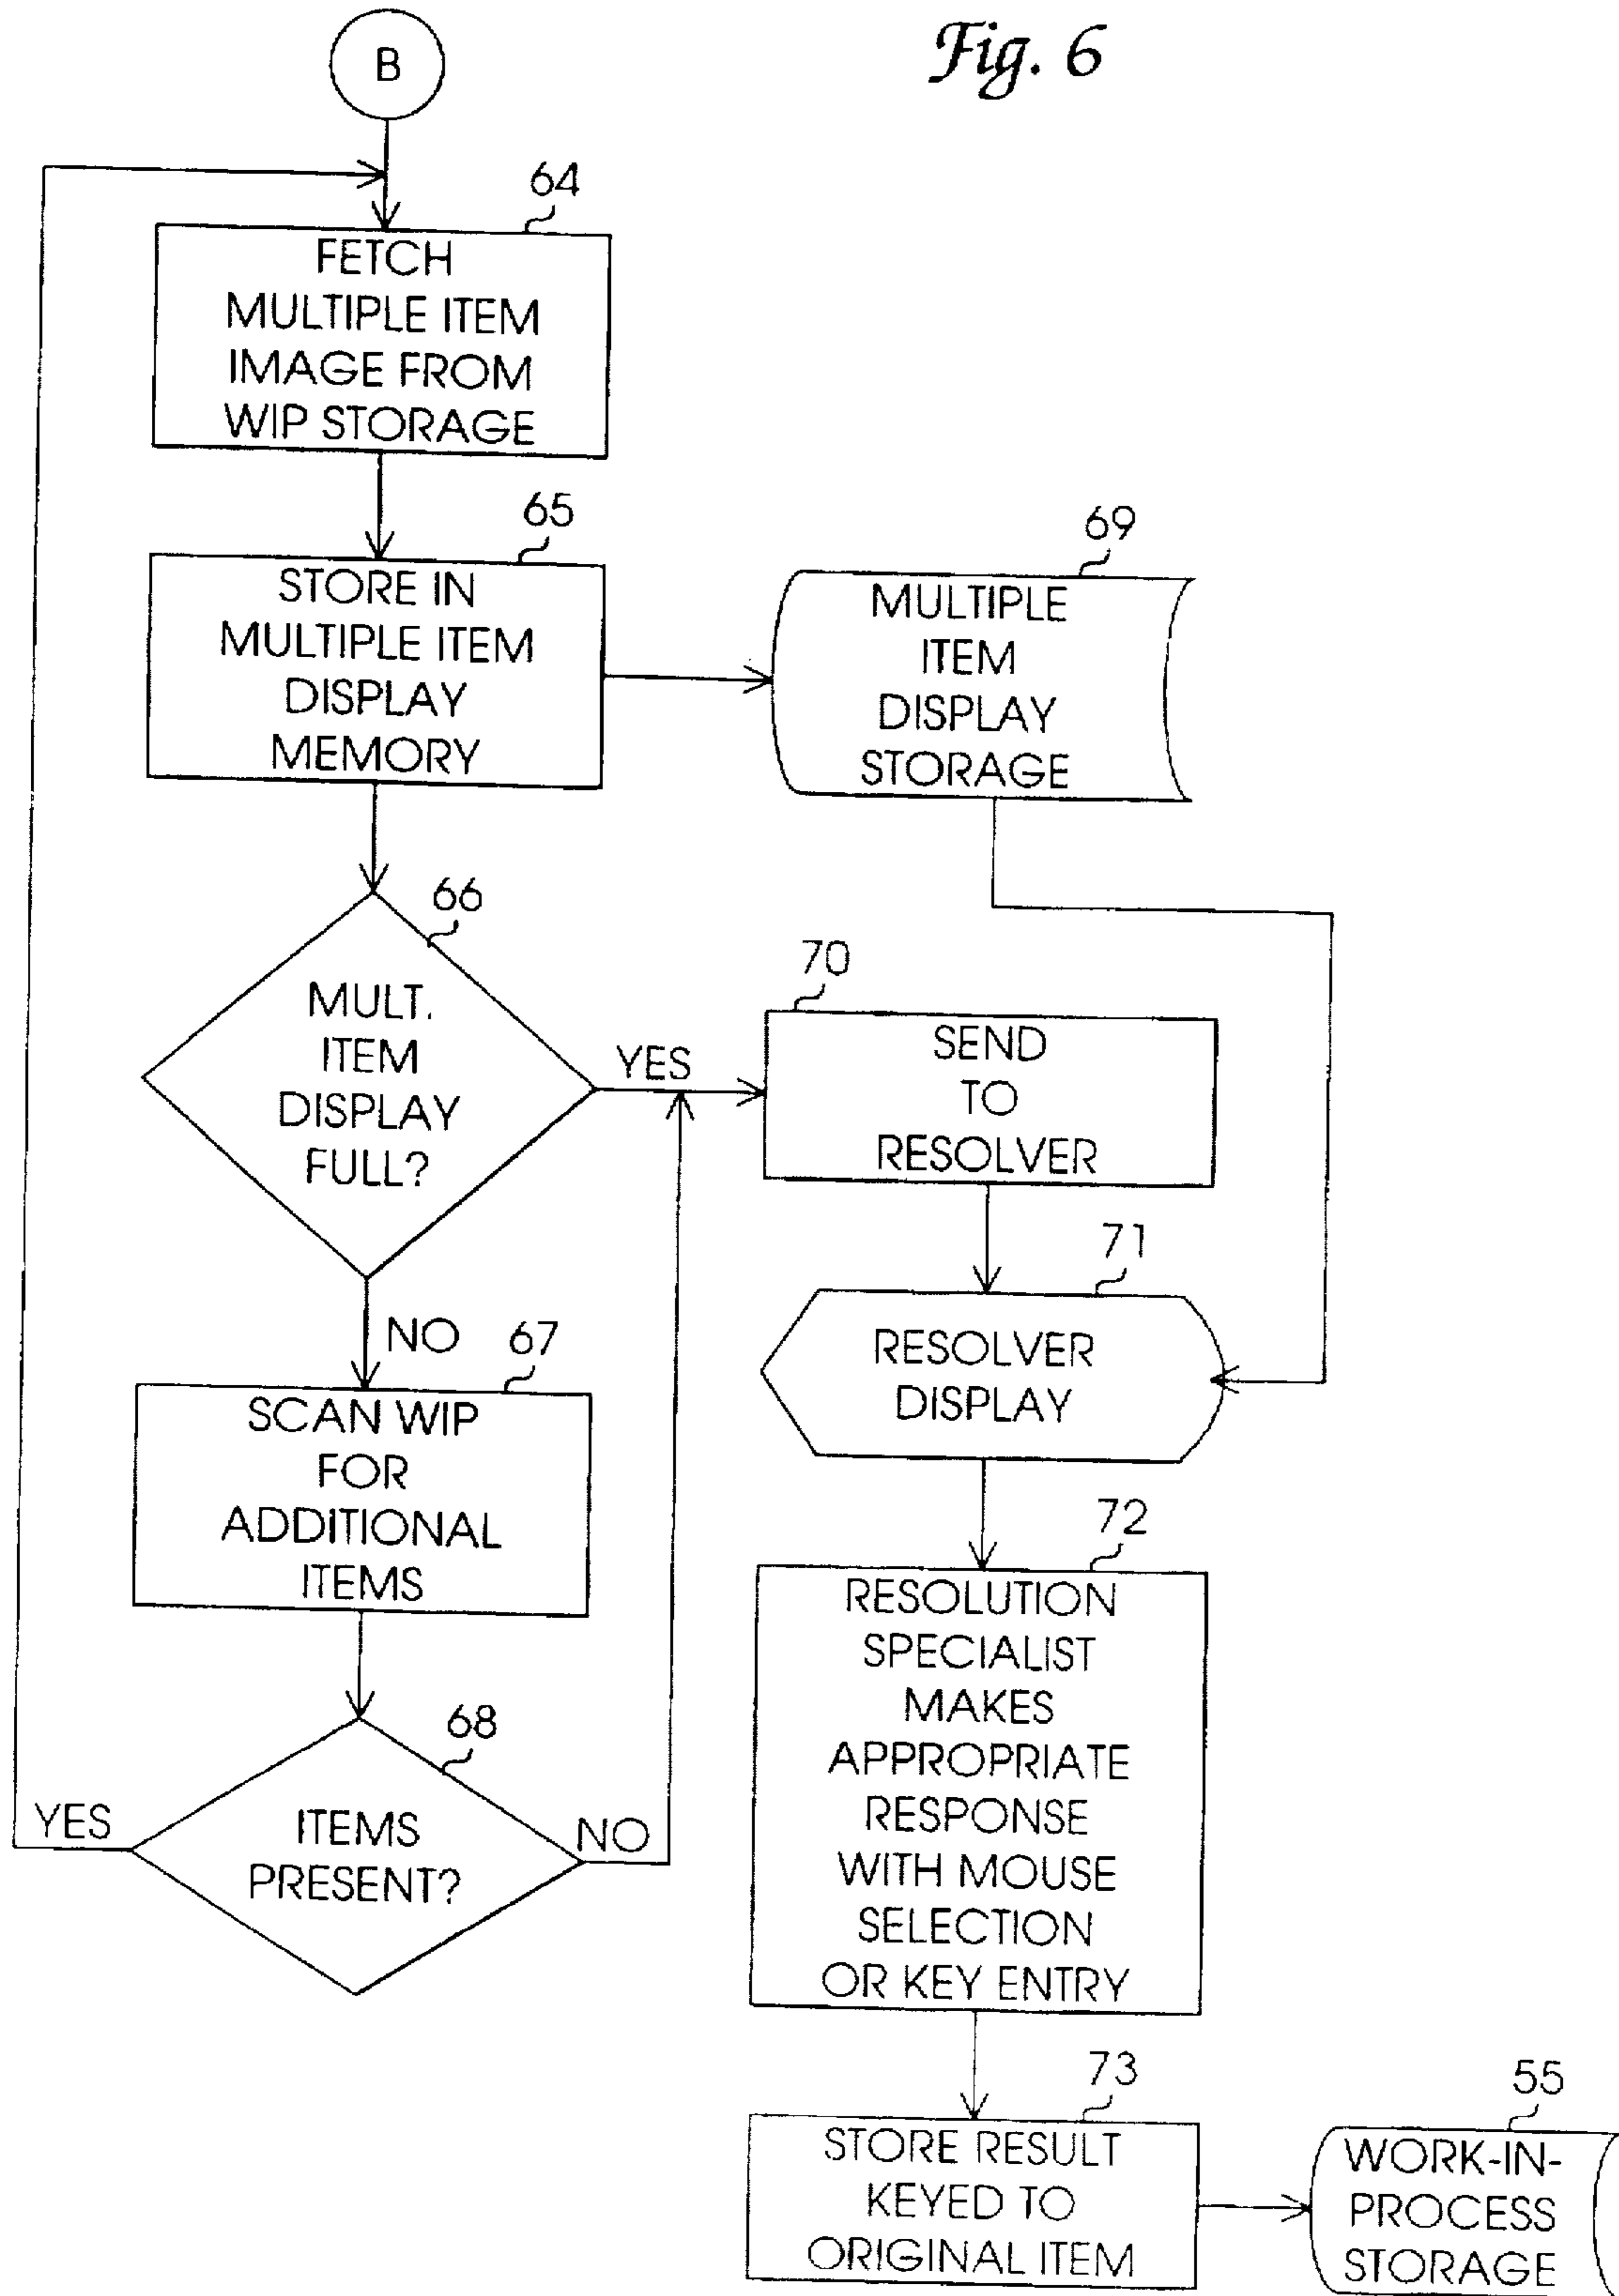 Fig. 6
B
64
FETCH
MULTIPLE ITEM
IMAGE FROM
WIP STORAGE
65
STORE IN
MULTIPLE ITEM
DISPLAY
MEMORY
69
MULTIPLE
ITEM
DISPLAY
STORAGE
66
MULT.
ITEM
DISPLAY
FULL?
YES
NO
70
SEND
TO
RESOLVER
71
RESOLVER
DISPLAY
67
SCAN WIP
FOR
ADDITIONAL
ITEMS
68
ITEMS
PRESENT?
YES
NO
72
RESOLUTION
SPECIALIST
MAKES
APPROPRIATE
RESPONSE
WITH MOUSE
SELECTION
OR KEY ENTRY
73
STORE RESULT
KEYED TO
ORIGINAL ITEM
55
WORK-IN-
PROCESS
STORAGE